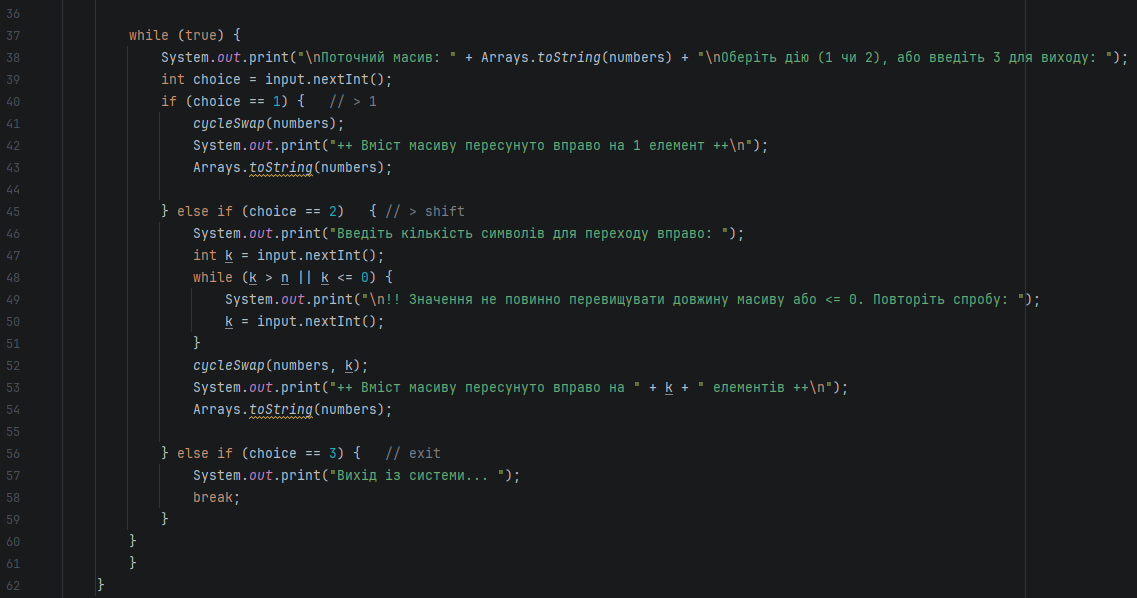 36
37 while (true) {
38 System.out.print("\nПоточний масив: " + Arrays.toString(numbers) + "\nОберіть дію (1 чи 2), або введіть 3 для виходу: ");
39 int choice = input.nextInt();
40 if (choice == 1) {   // > 1
41 cycleSwap(numbers);
42 System.out.print("++ Вміст масиву пересунуто вправо на 1 елемент ++\n");
43 Arrays.toString(numbers);
44
45 } else if (choice == 2)   { // > shift
46 System.out.print("Введіть кількість символів для переходу вправо: ");
47 int k = input.nextInt();
48 while (k > n || k <= 0) {
49 System.out.print("\n!! Значення не повинно перевищувати довжину масиву або <= 0. Повторіть спробу: ");
50 k = input.nextInt();
51 }
52 cycleSwap(numbers, k);
53 System.out.print("++ Вміст масиву пересунуто вправо на " + k + " елементів ++\n");
54 Arrays.toString(numbers);
55
56 } else if (choice == 3) {   // exit
57 System.out.print("Вихід із системи... ");
58 break;
59 }
60 }
61 }
62 }